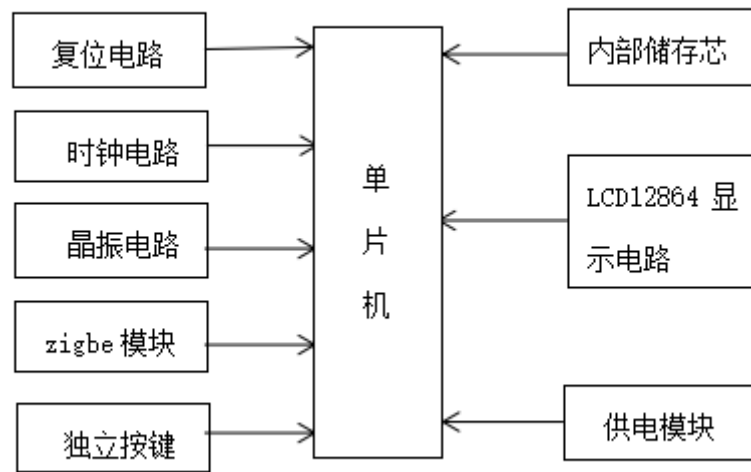 复位电路
时钟电路
晶振电路
zigbe 模块
独立按键
单
片
机
内部储存芯
LCD12864 显
示电路
供电模块